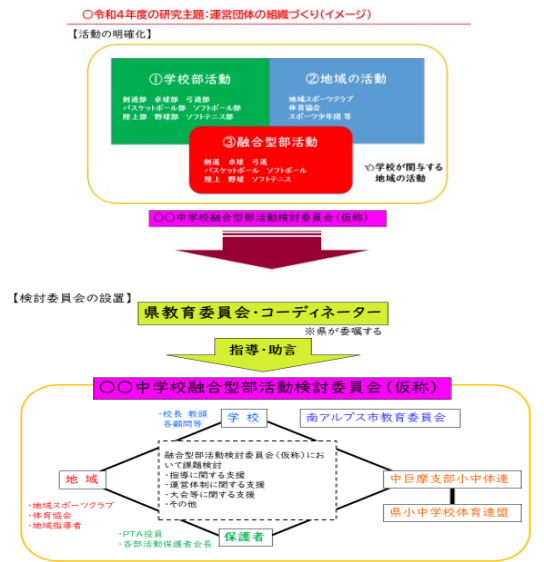 ○令和4年度の研究主題：運営団体の組織づくり(イメージ)
【活動の明確化】
①学校部活動
剣道部 卓球部 弓道部
バスケットボール部 ソフトボール部
陸上部 野球部 ソフトテニス部
②地域の活動
地域スポーツクラブ
体育協会
スポーツ少年団 等
③融合型部活動
剣道 卓球 弓道
バスケットボール ソフトボール
陸上 野球 ソフトテニス
学校が関与する
地域の活動
○○中学校融合型部活動検討委員会(仮称)
【検討委員会の設置】
県教育委員会・コーディネーター
※県が委嘱する
指導・助言
○○中学校融合型部活動検討委員会(仮称)
・校長 教頭
各顧問等
学校
南アルプス市教育委員会
融合型部活動検討委員会(仮称)にお
いて課題検討
・指導に関する支援
・運営体制に関する支援
・大会等に関する支援
・その他
地域
・地域スポーツクラブ
・体育協会
・地域指導者
中巨摩支部小中体連
県小中学校体育連盟
・PTA役員
・各部活動保護者会長
保護者